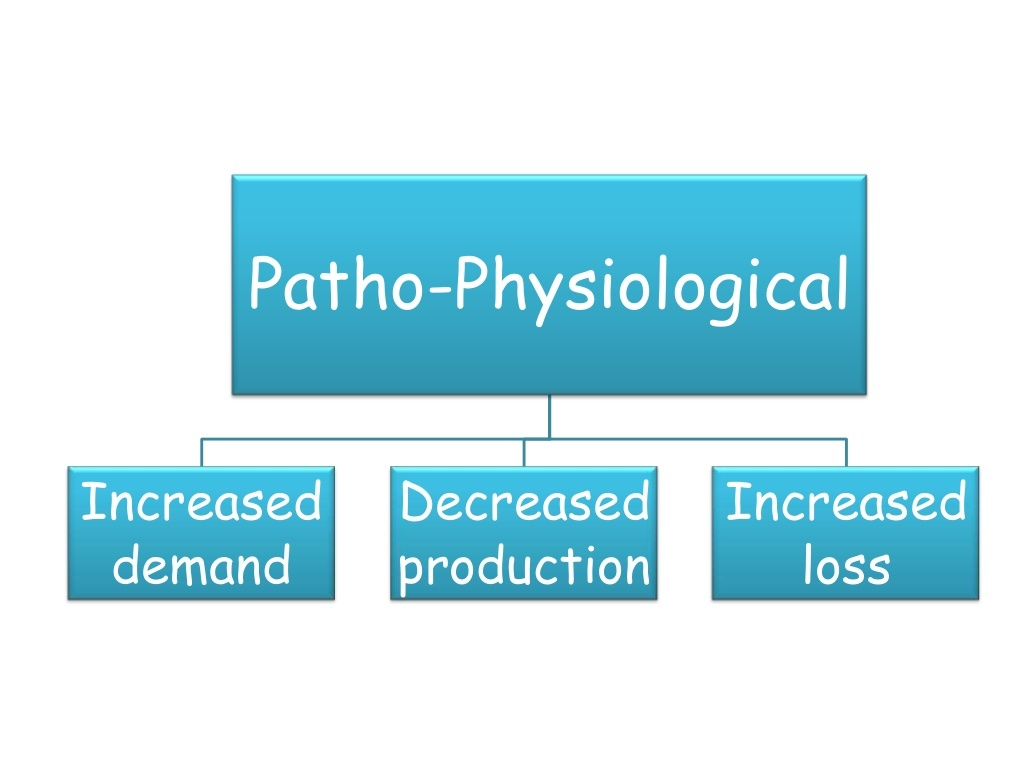 Patho-Physiological
Increased
demand
Decreased
production
Increased
loss